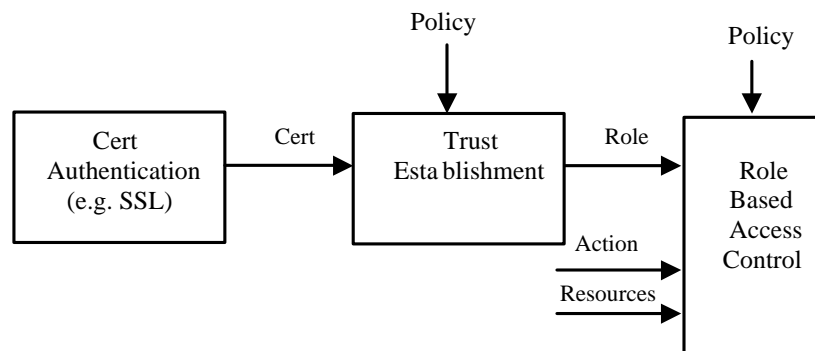 Policy
Policy
Cert
Authentication
(e.g. SSL)
Cert
Trust
Esta blishment
Role
Action
Resources
Role
Based
Access
Control